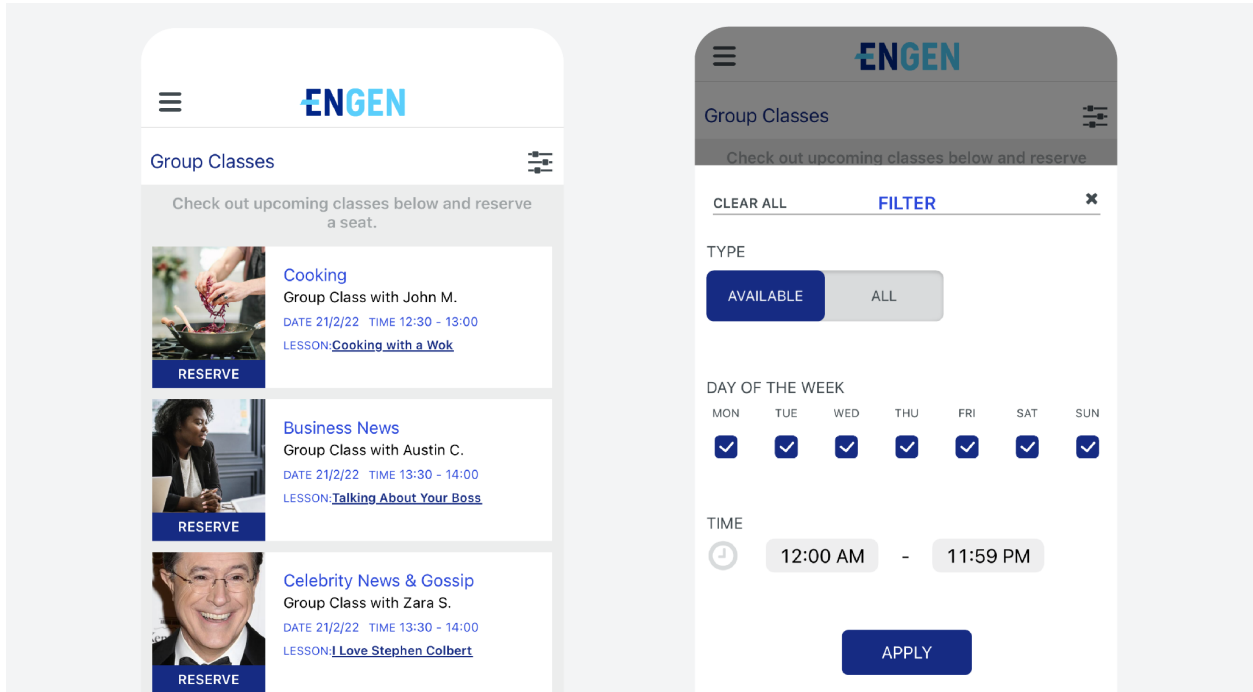 ENGEN
Group Classes
Check out upcoming classes below and reserve
a seat.
Cooking
Group Class with John M.
DATE 21/2/22 TIME 12:30 - 13:00
LESSON:Cooking with a Wok
RESERVE
Business News
Group Class with Austin C.
DATE 21/2/22 TIME 13:30 - 14:00
LESSON:Talking About Your Boss
RESERVE
Celebrity News & Gossip
Group Class with Zara S.
DATE 21/2/22 TIME 13:30 - 14:00
LESSON:I Love Stephen Colbert
RESERVE
ENGEN
Group Classes
Check out upcoming classes below and reserve
CLEAR ALL FILTER
TYPE
AVAILABLE ALL
DAY OF THE WEEK
MON TUE WED THU FRI SAT SUN
TIME
12:00 AM - 11:59 PM
APPLY